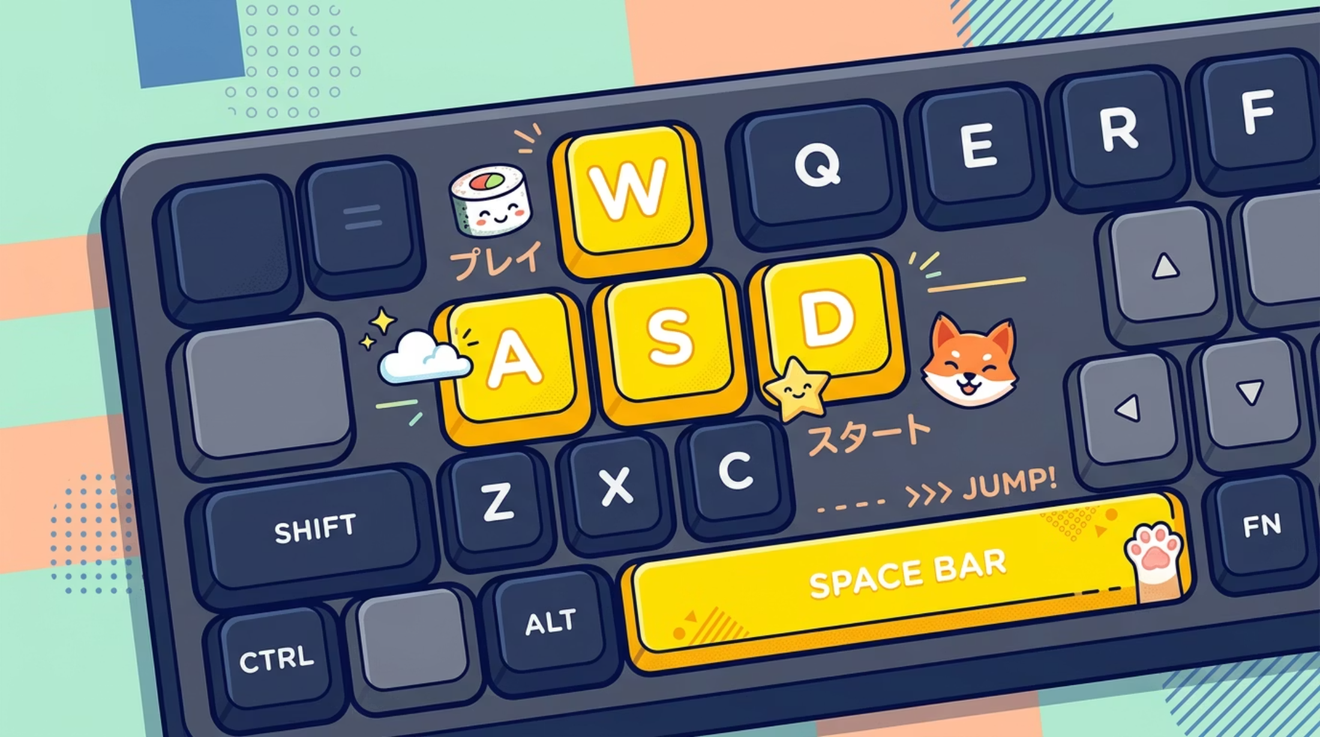 =
W
Q
E
R
F
プレイ
A
S
D
スタート
Z
X
C
>>> JUMP!
SHIFT
SPACE BAR
FN
CTRL
ALT